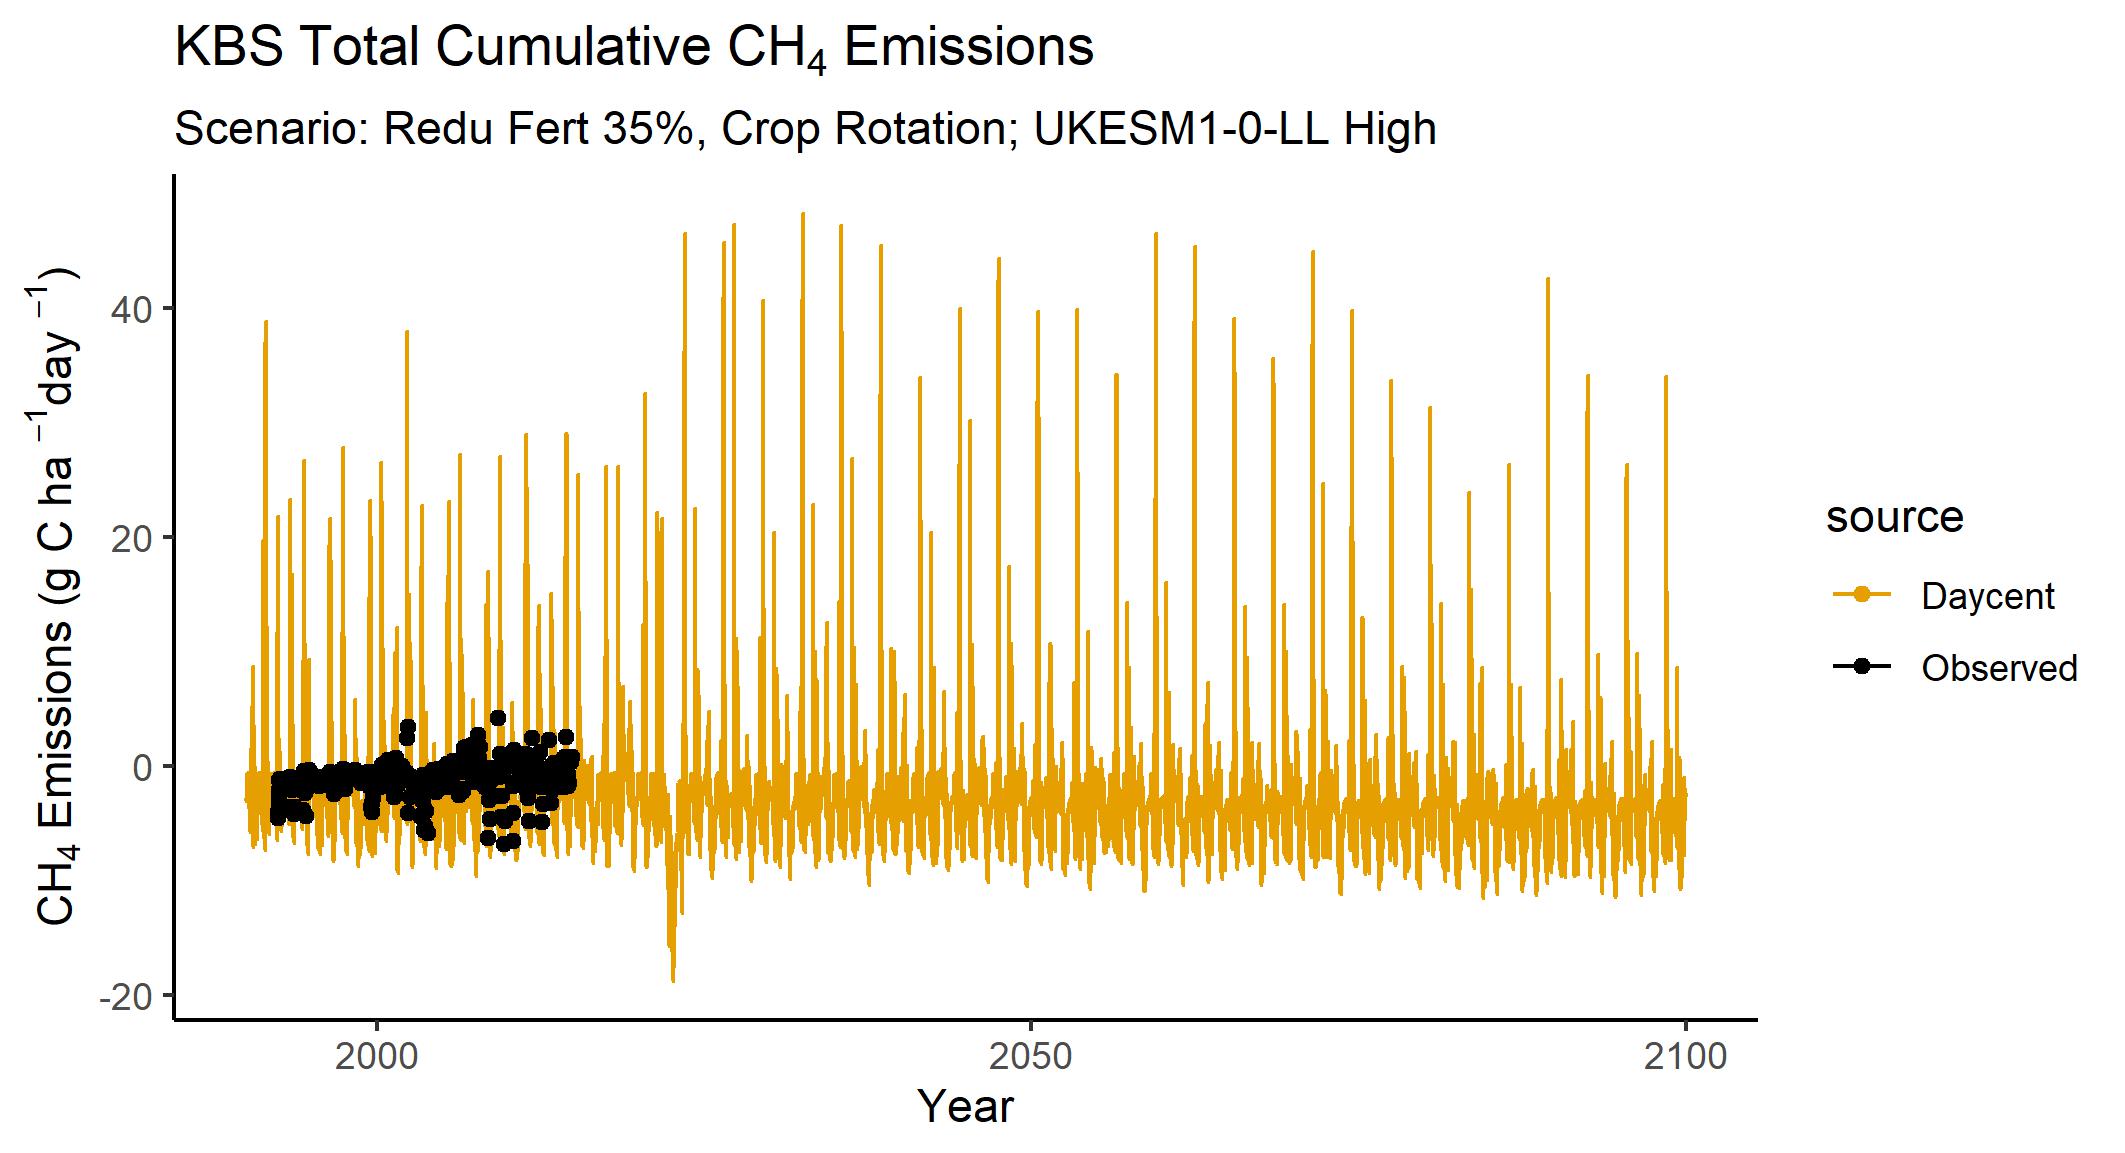 KBS Total Cumulative CH₄ Emissions
Scenario: Redu Fert 35%, Crop Rotation; UKESM1-0-LL High
CH₄ Emissions (g C ha ⁻¹day ⁻¹)
40
20
0
-20
2000
2050
2100
Year
source
Daycent
Observed